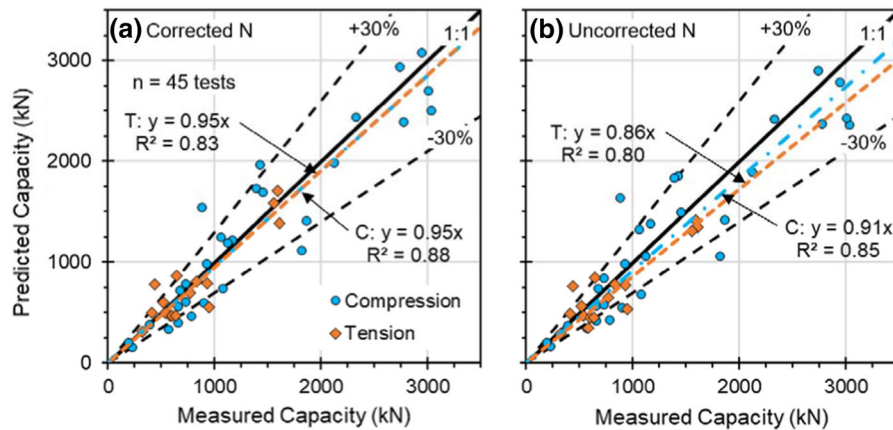 (a) Corrected N
+30%
1:1
n = 45 tests
T: y = 0.95x
R² = 0.83
-30%
C: y = 0.95x
R² = 0.88
Compression
Tension
Predicted Capacity (kN)
3000
2000
1000
0
0 1000 2000 3000
Measured Capacity (kN)
(b) Uncorrected N
+30%
1:1
T: y = 0.86x
R² = 0.80
-30%
C: y = 0.91x
R² = 0.85
0 1000 2000 3000
Measured Capacity (kN)